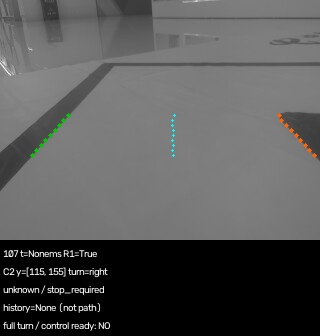 107 t=Nonems R1=True
C2 y=[115, 155] turn=right
unknown / stop_required
history=None (not path)
full turn / control ready: NO